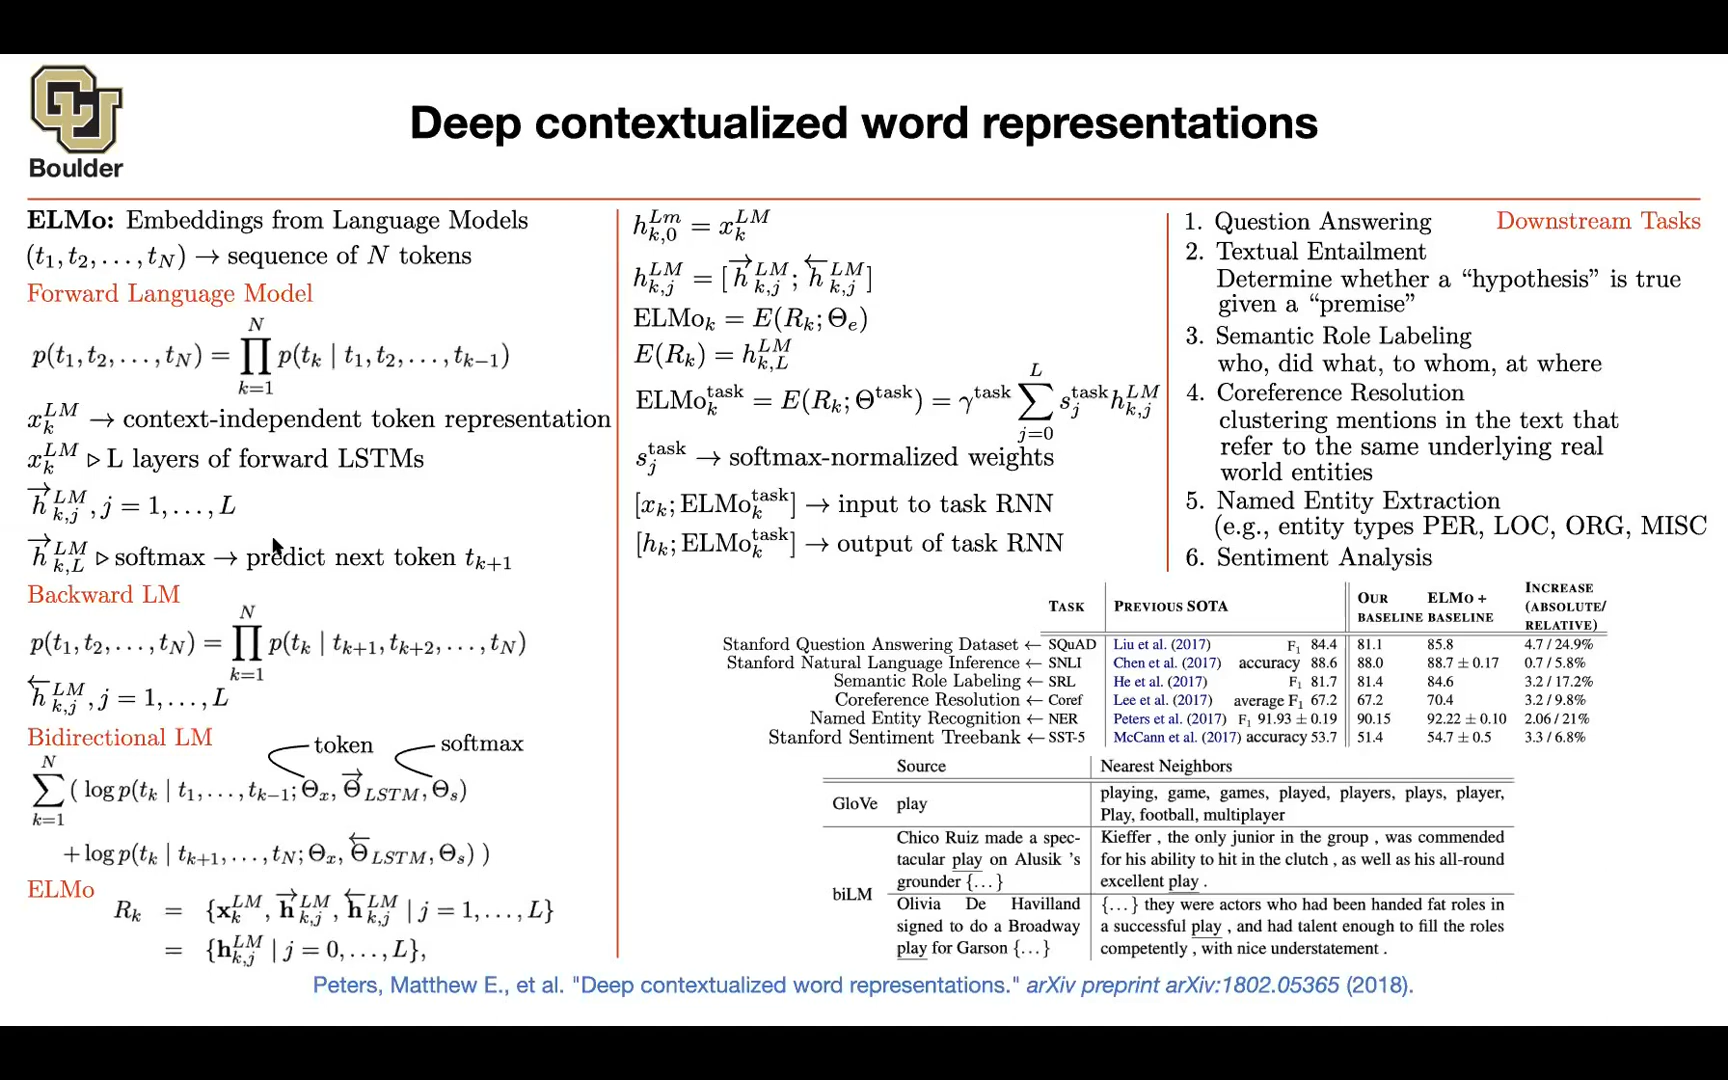 CU
Boulder
Deep contextualized word representations
ELMo: Embeddings from Language Models
(t₁, t₂, . . . , t_N) → sequence of N tokens
Forward Language Model
p(t₁, t₂, . . . , t_N) = ∏_{k=1}^{N} p(t_k | t₁, t₂, . . . , t_{k−1})
x_k^{LM} → context-independent token representation
x_k^{LM} ▷ L layers of forward LSTMs
\overrightarrow{h}_{k,j}^{LM}, j = 1, . . . , L
\overrightarrow{h}_{k,L}^{LM} ▷ softmax → predict next token t_{k+1}
Backward LM
p(t₁, t₂, . . . , t_N) = ∏_{k=1}^{N} p(t_k | t_{k+1}, t_{k+2}, . . . , t_N)
\overleftarrow{h}_{k,j}^{LM}, j = 1, . . . , L
Bidirectional LM
token softmax
∑_{k=1}^{N} ( log p(t_k | t₁, . . . , t_{k−1}; Θ_x, \overrightarrow{Θ}_{LSTM}, Θ_s)
+ log p(t_k | t_{k+1}, . . . , t_N; Θ_x, \overleftarrow{Θ}_{LSTM}, Θ_s) )
ELMo
R_k = {x_k^{LM}, \overrightarrow{h}_{k,j}^{LM}, \overleftarrow{h}_{k,j}^{LM} | j = 1, . . . , L}
= {h_{k,j}^{LM} | j = 0, . . . , L},
h_{k,0}^{Lm} = x_k^{LM}
h_{k,j}^{LM} = [\overrightarrow{h}_{k,j}^{LM}; \overleftarrow{h}_{k,j}^{LM}]
ELMo_k = E(R_k; Θ_e)
E(R_k) = h_{k,L}^{LM}
ELMo_k^{task} = E(R_k; Θ^{task}) = γ^{task} ∑_{j=0}^{L} s_j^{task} h_{k,j}^{LM}
s_j^{task} → softmax-normalized weights
[x_k; ELMo_k^{task}] → input to task RNN
[h_k; ELMo_k^{task}] → output of task RNN
Downstream Tasks
1. Question Answering
2. Textual Entailment
Determine whether a “hypothesis” is true
given a “premise”
3. Semantic Role Labeling
who, did what, to whom, at where
4. Coreference Resolution
clustering mentions in the text that
refer to the same underlying real
world entities
5. Named Entity Extraction
(e.g., entity types PER, LOC, ORG, MISC
6. Sentiment Analysis
TASK PREVIOUS SOTA OUR BASELINE ELMO + BASELINE INCREASE (ABSOLUTE/ RELATIVE)
Stanford Question Answering Dataset ← SQuAD Liu et al. (2017) F₁ 84.4 81.1 85.8 4.7 / 24.9%
Stanford Natural Language Inference ← SNLI Chen et al. (2017) accuracy 88.6 88.0 88.7 ± 0.17 0.7 / 5.8%
Semantic Role Labeling ← SRL He et al. (2017) F₁ 81.7 81.4 84.6 3.2 / 17.2%
Coreference Resolution ← Coref Lee et al. (2017) average F₁ 67.2 67.2 70.4 3.2 / 9.8%
Named Entity Recognition ← NER Peters et al. (2017) F₁ 91.93 ± 0.19 90.15 92.22 ± 0.10 2.06 / 21%
Stanford Sentiment Treebank ← SST-5 McCann et al. (2017) accuracy 53.7 51.4 54.7 ± 0.5 3.3 / 6.8%
Source Nearest Neighbors
GloVe play
playing, game, games, played, players, plays, player,
Play, football, multiplayer
biLM
Chico Ruiz made a spec-
tacular play on Alusik 's
grounder {. . . }
Kieffer , the only junior in the group , was commended
for his ability to hit in the clutch , as well as his all-round
excellent play .
Olivia De Havilland
signed to do a Broadway
play for Garson {. . . }
{. . . } they were actors who had been handed fat roles in
a successful play , and had talent enough to fill the roles
competently , with nice understatement .
Peters, Matthew E., et al. "Deep contextualized word representations." arXiv preprint arXiv:1802.05365 (2018).